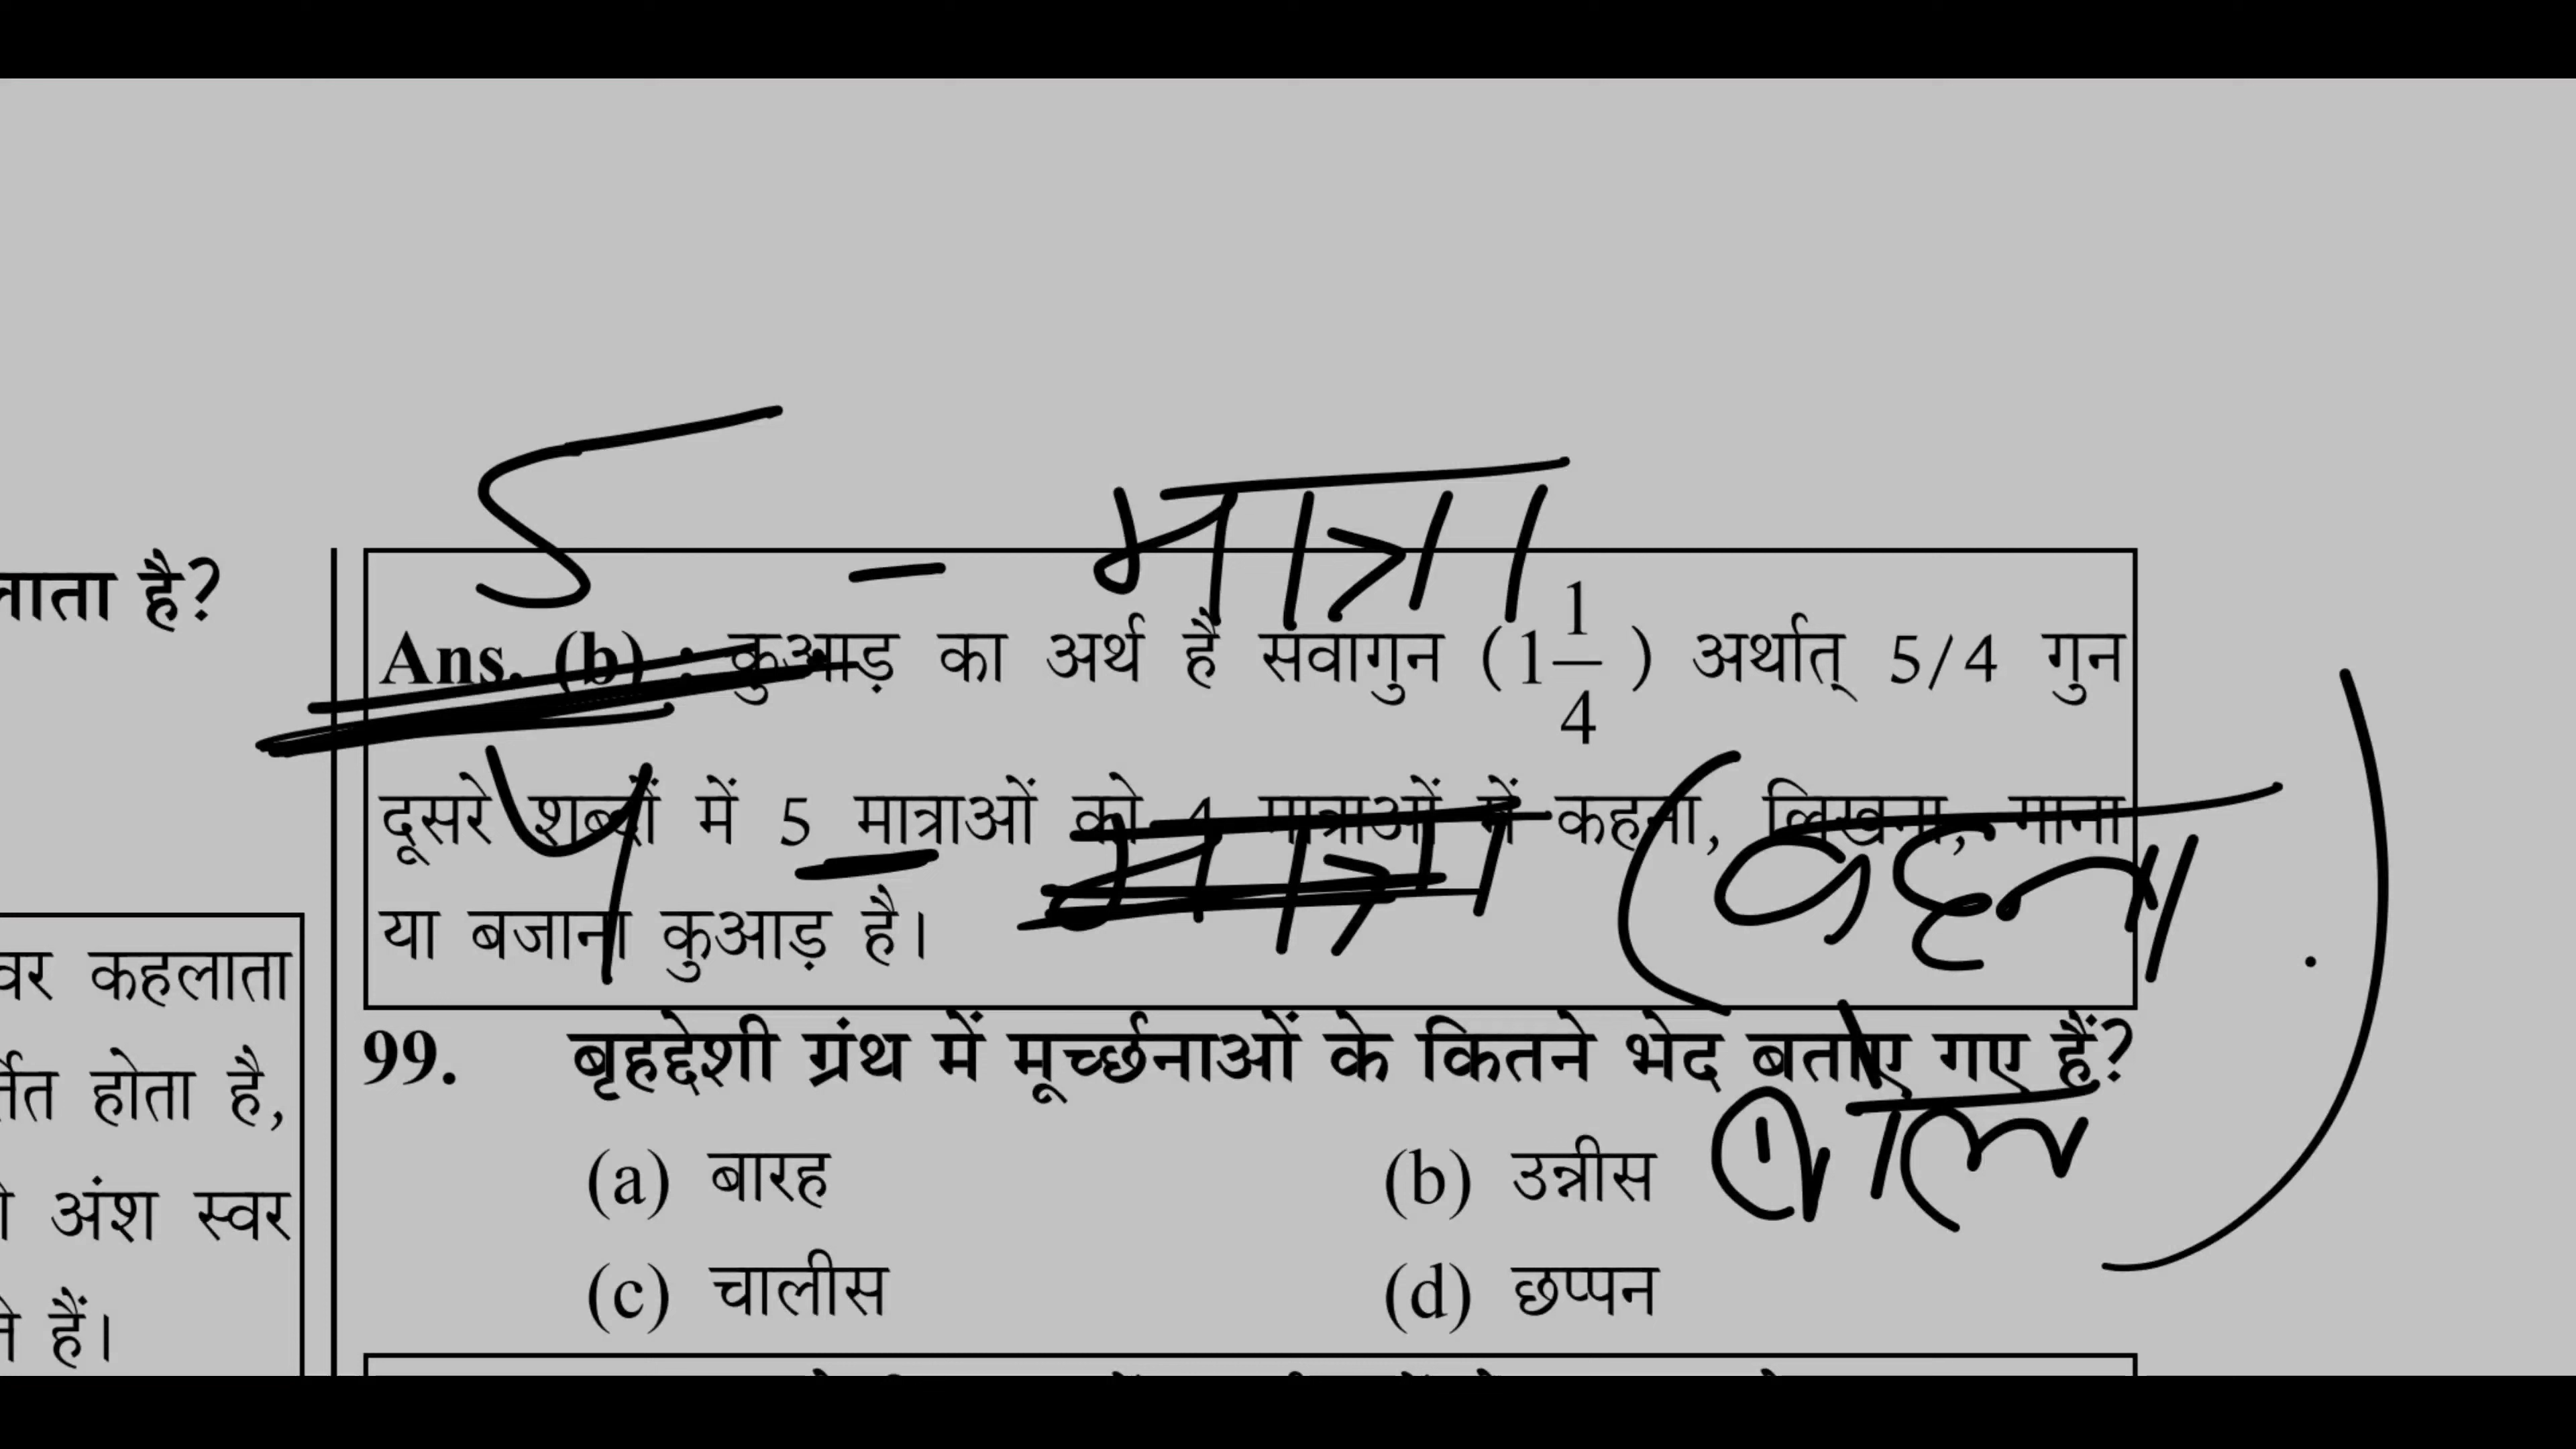 5 - मात्रा
लाता है?
Ans. (b) : कुआड़ का अर्थ है सवागुन (1 1/4 ) अर्थात् 5/4 गुन
दूसरे शब्दों में 5 मात्राओं को 4 मात्राओं में कहना, लिखना, गाना
या बजाना कुआड़ है।
4 मात्रा
वर कहलाता
होता है,
अंश स्वर
हैं।
99. बृहद्देशी ग्रंथ में मूर्च्छनाओं के कितने भेद बताए गए हैं?
(a) बारह (b) उन्नीस
(c) चालीस (d) छप्पन